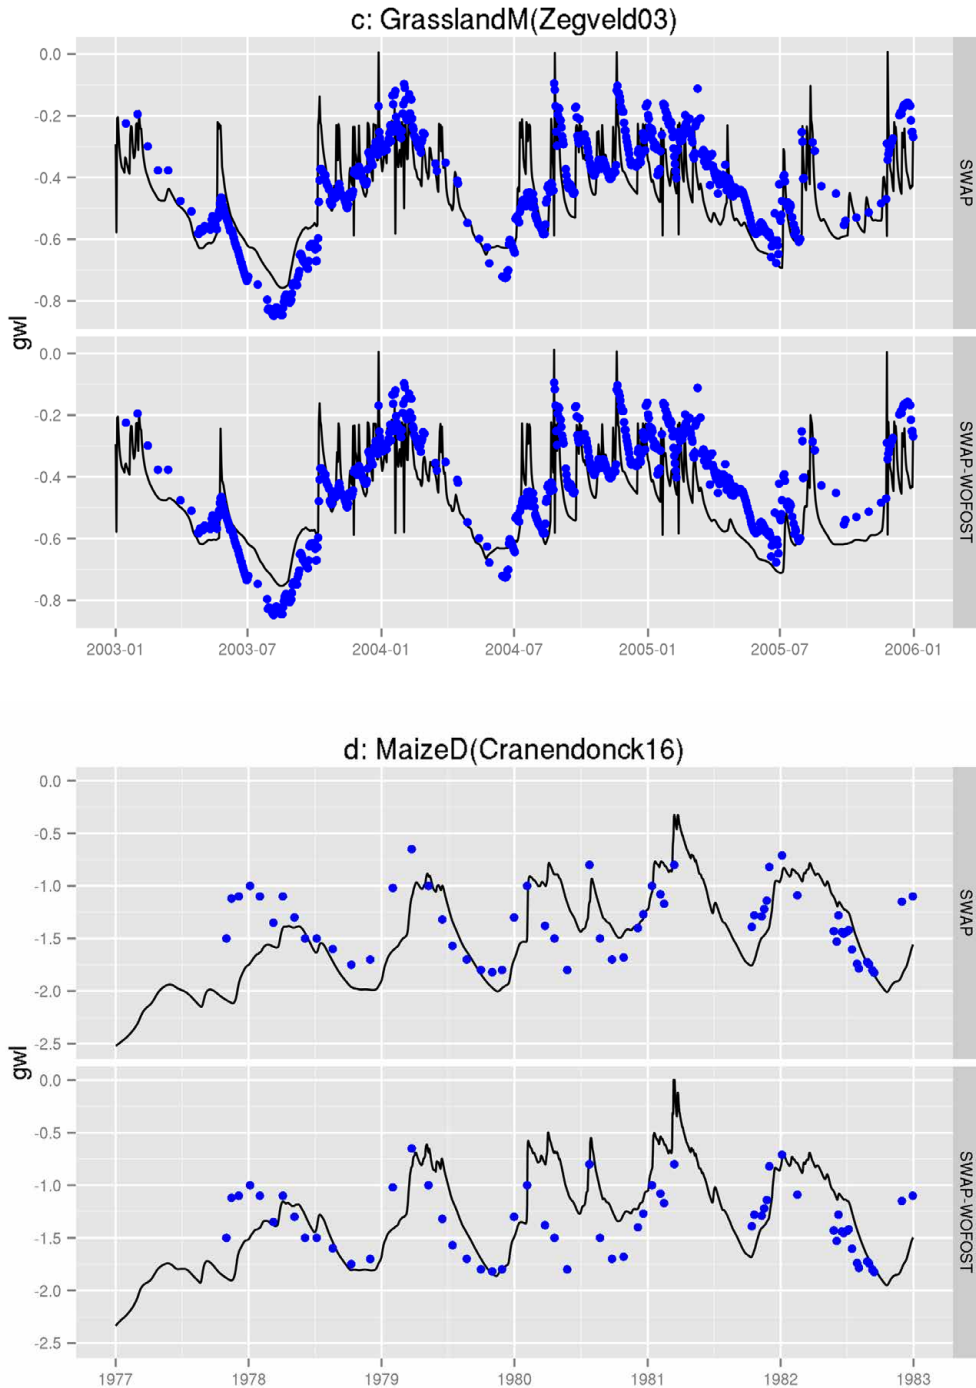 c: GrasslandM(Zegveld03)
0.0
-0.2
-0.4
-0.6
-0.8
SWAP
gwl
0.0
-0.2
-0.4
-0.6
-0.8
SWAP-WOFOST
2003-01 2003-07 2004-01 2004-07 2005-01 2005-07 2006-01
d: MaizeD(Cranendonck16)
0.0
-0.5
-1.0
-1.5
-2.0
-2.5
SWAP
gwl
0.0
-0.5
-1.0
-1.5
-2.0
-2.5
SWAP-WOFOST
1977 1978 1979 1980 1981 1982 1983